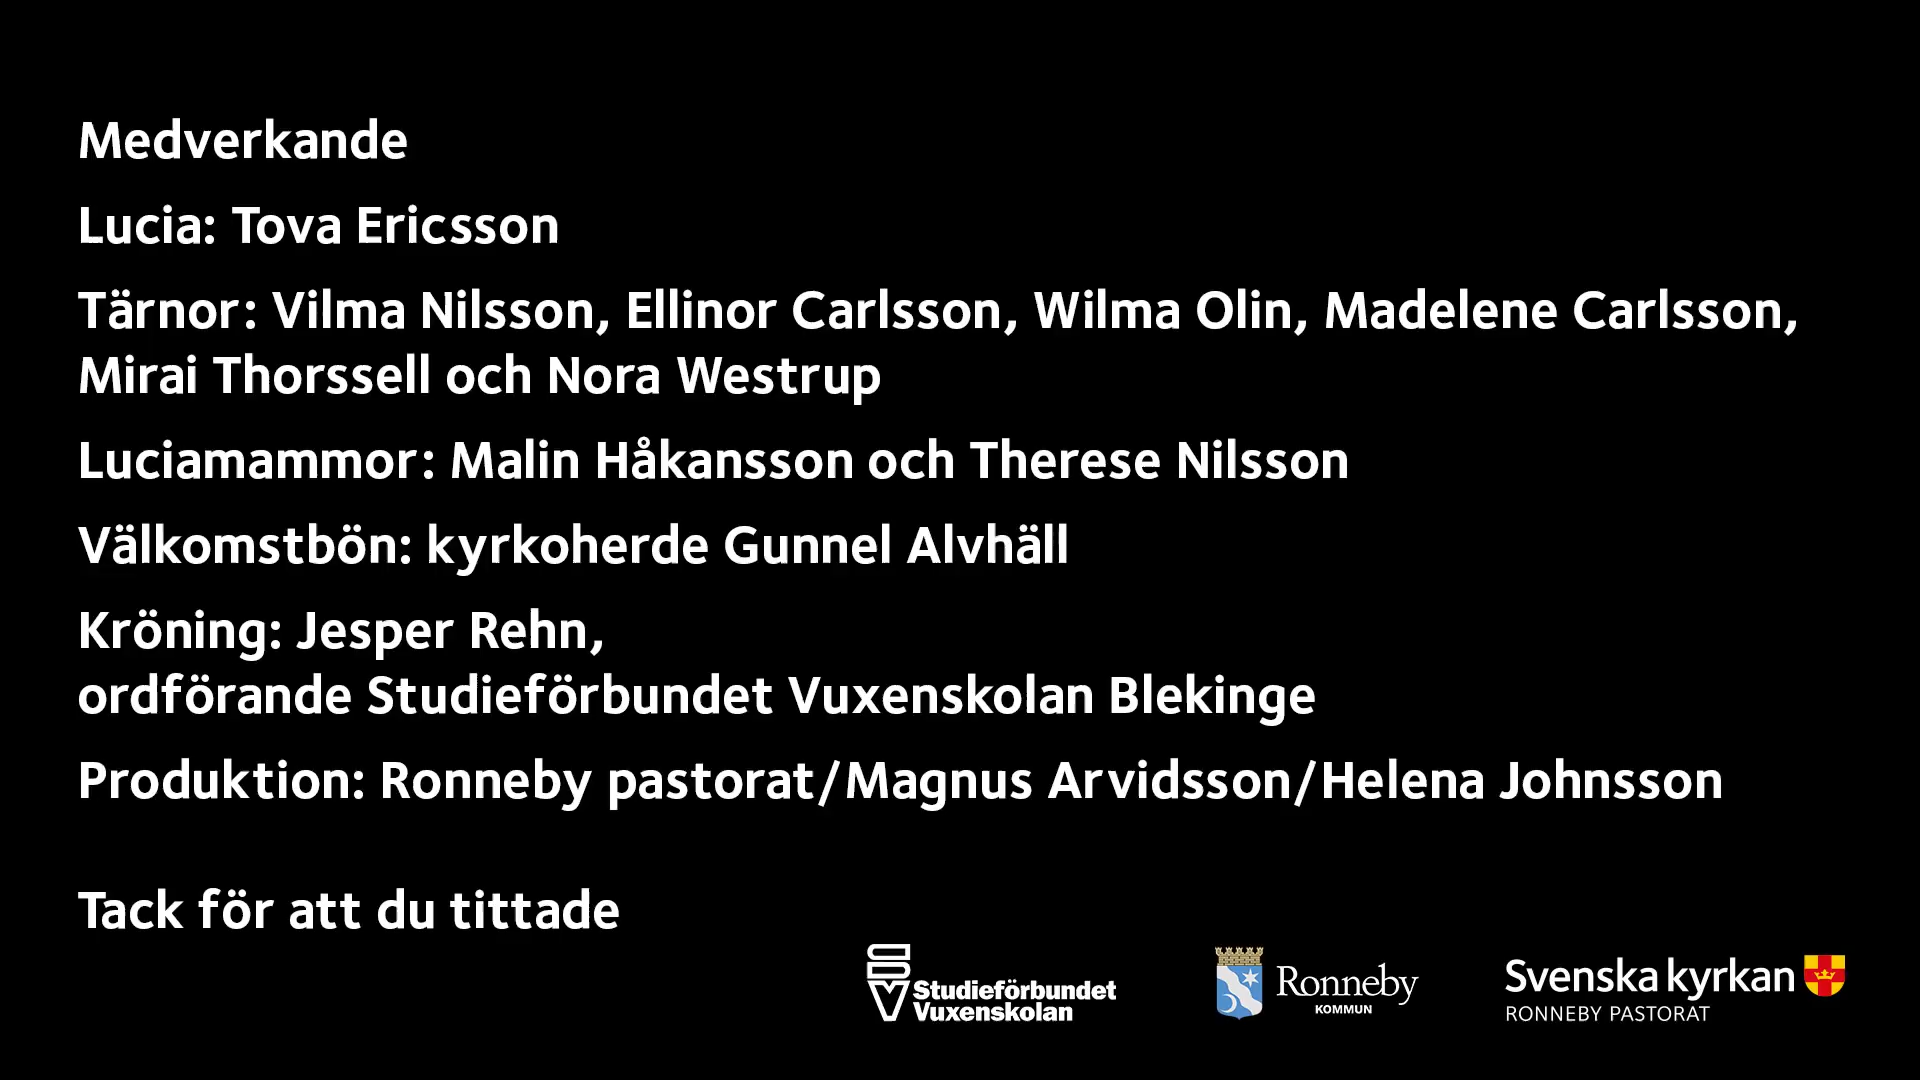 Medverkande
Lucia: Tova Ericsson
Tärnor: Vilma Nilsson, Ellinor Carlsson, Wilma Olin, Madelene Carlsson,
Mirai Thorssell och Nora Westrup
Luciamammor: Malin Håkansson och Therese Nilsson
Välkomstbön: kyrkoherde Gunnel Alvhäll
Kröning: Jesper Rehn,
ordförande Studieförbundet Vuxenskolan Blekinge
Produktion: Ronneby pastorat/Magnus Arvidsson/Helena Johnsson
Tack för att du tittade
Studieförbundet
Vuxenskolan
Ronneby
KOMMUN
Svenska kyrkan
RONNEBY PASTORAT